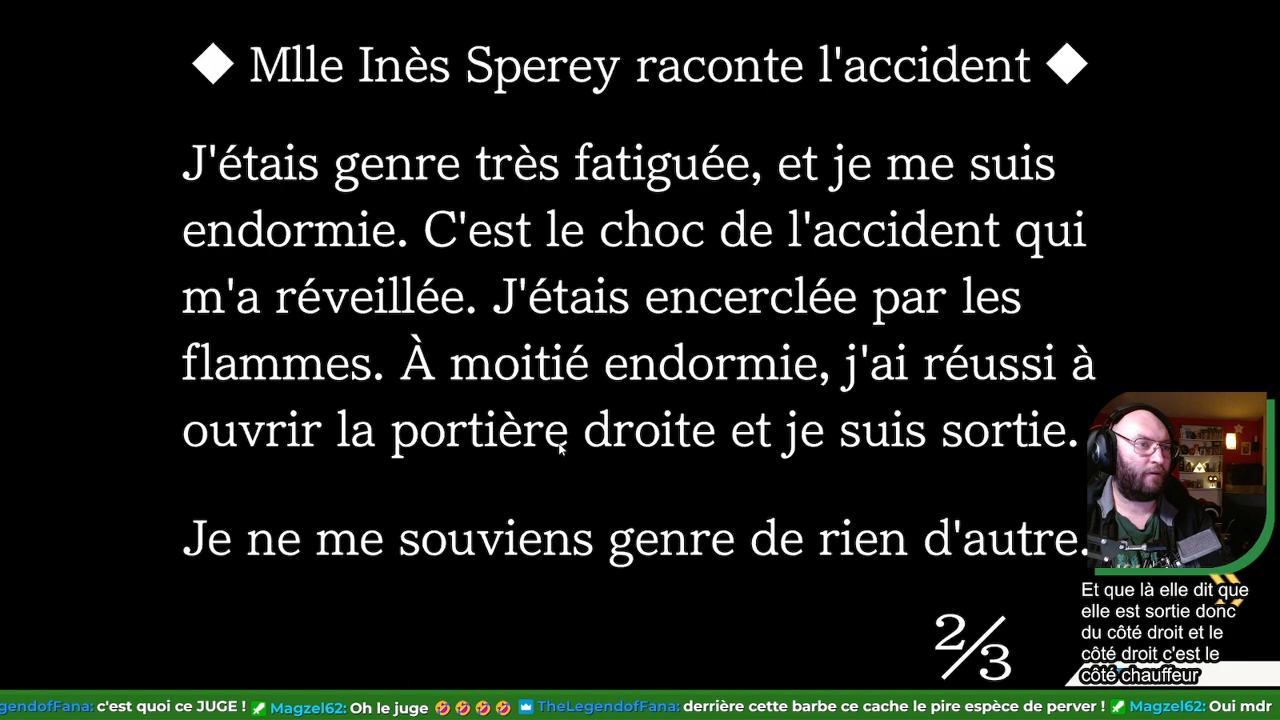 ◆ Mlle Inès Sperey raconte l'accident ◆
J'étais genre très fatiguée, et je me suis
endormie. C'est le choc de l'accident qui
m'a réveillée. J'étais encerclée par les
flammes. À moitié endormie, j'ai réussi à
ouvrir la portière droite et je suis sortie.
Je ne me souviens genre de rien d'autre.
2/3
Et que là elle dit que
elle est sortie donc
du côté droit et le
côté droit c'est le
côté chauffeur
gendofFana: c'est quoi ce JUGE ! Magzel62: Oh le juge 🤣🤣🤣🤣 TheLegendofFana: derrière cette barbe ce cache le pire espèce de perver ! Magzel62: Oui mdr